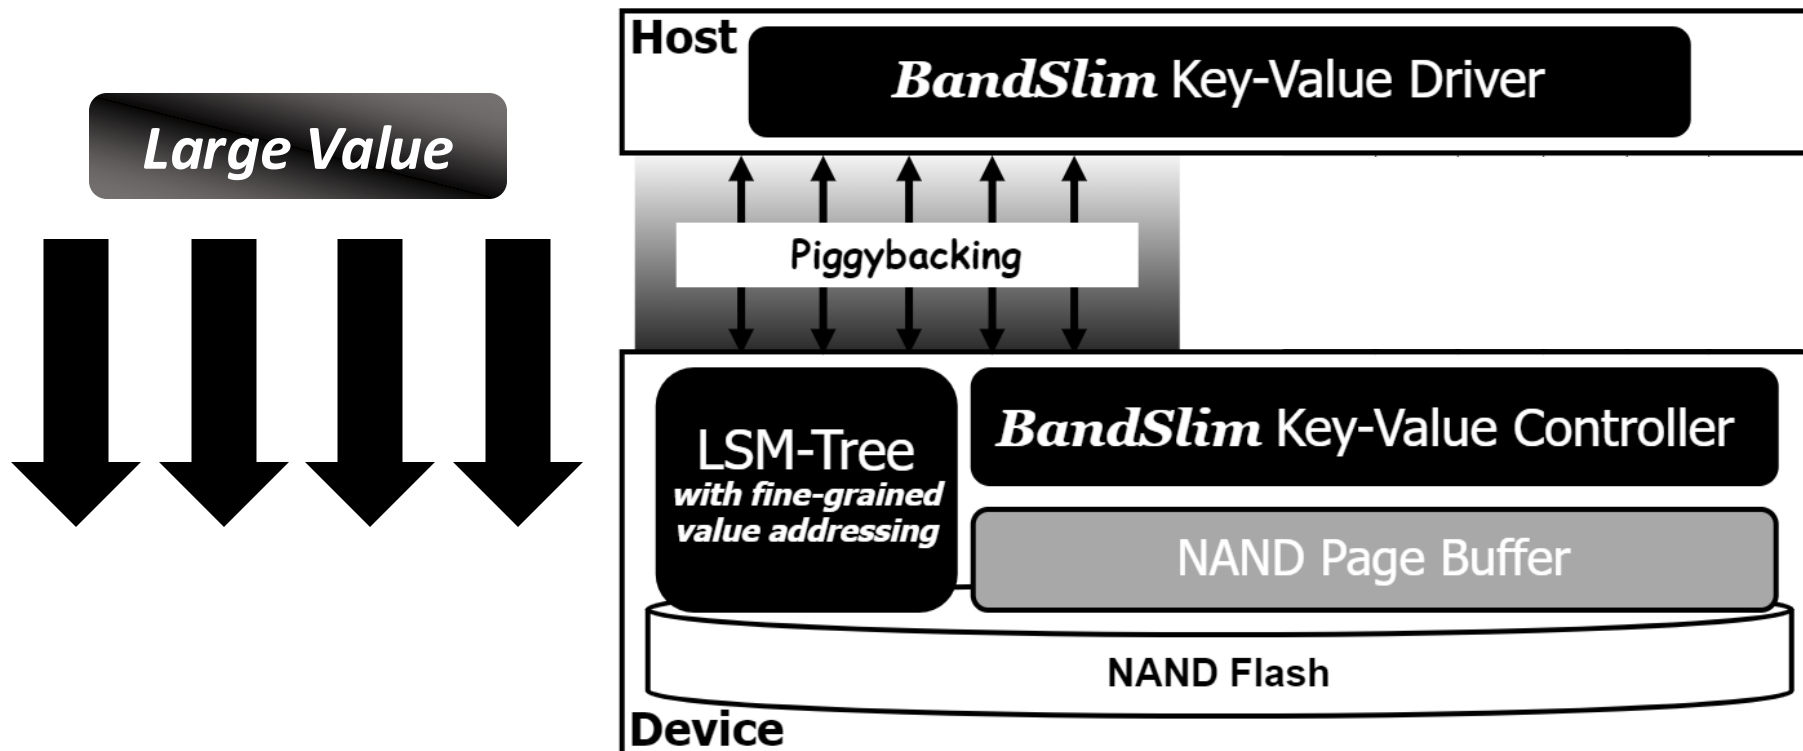 Large Value
Host
BandSlim Key-Value Driver
Piggybacking
LSM-Tree
with fine-grained
value addressing
BandSlim Key-Value Controller
NAND Page Buffer
NAND Flash
Device